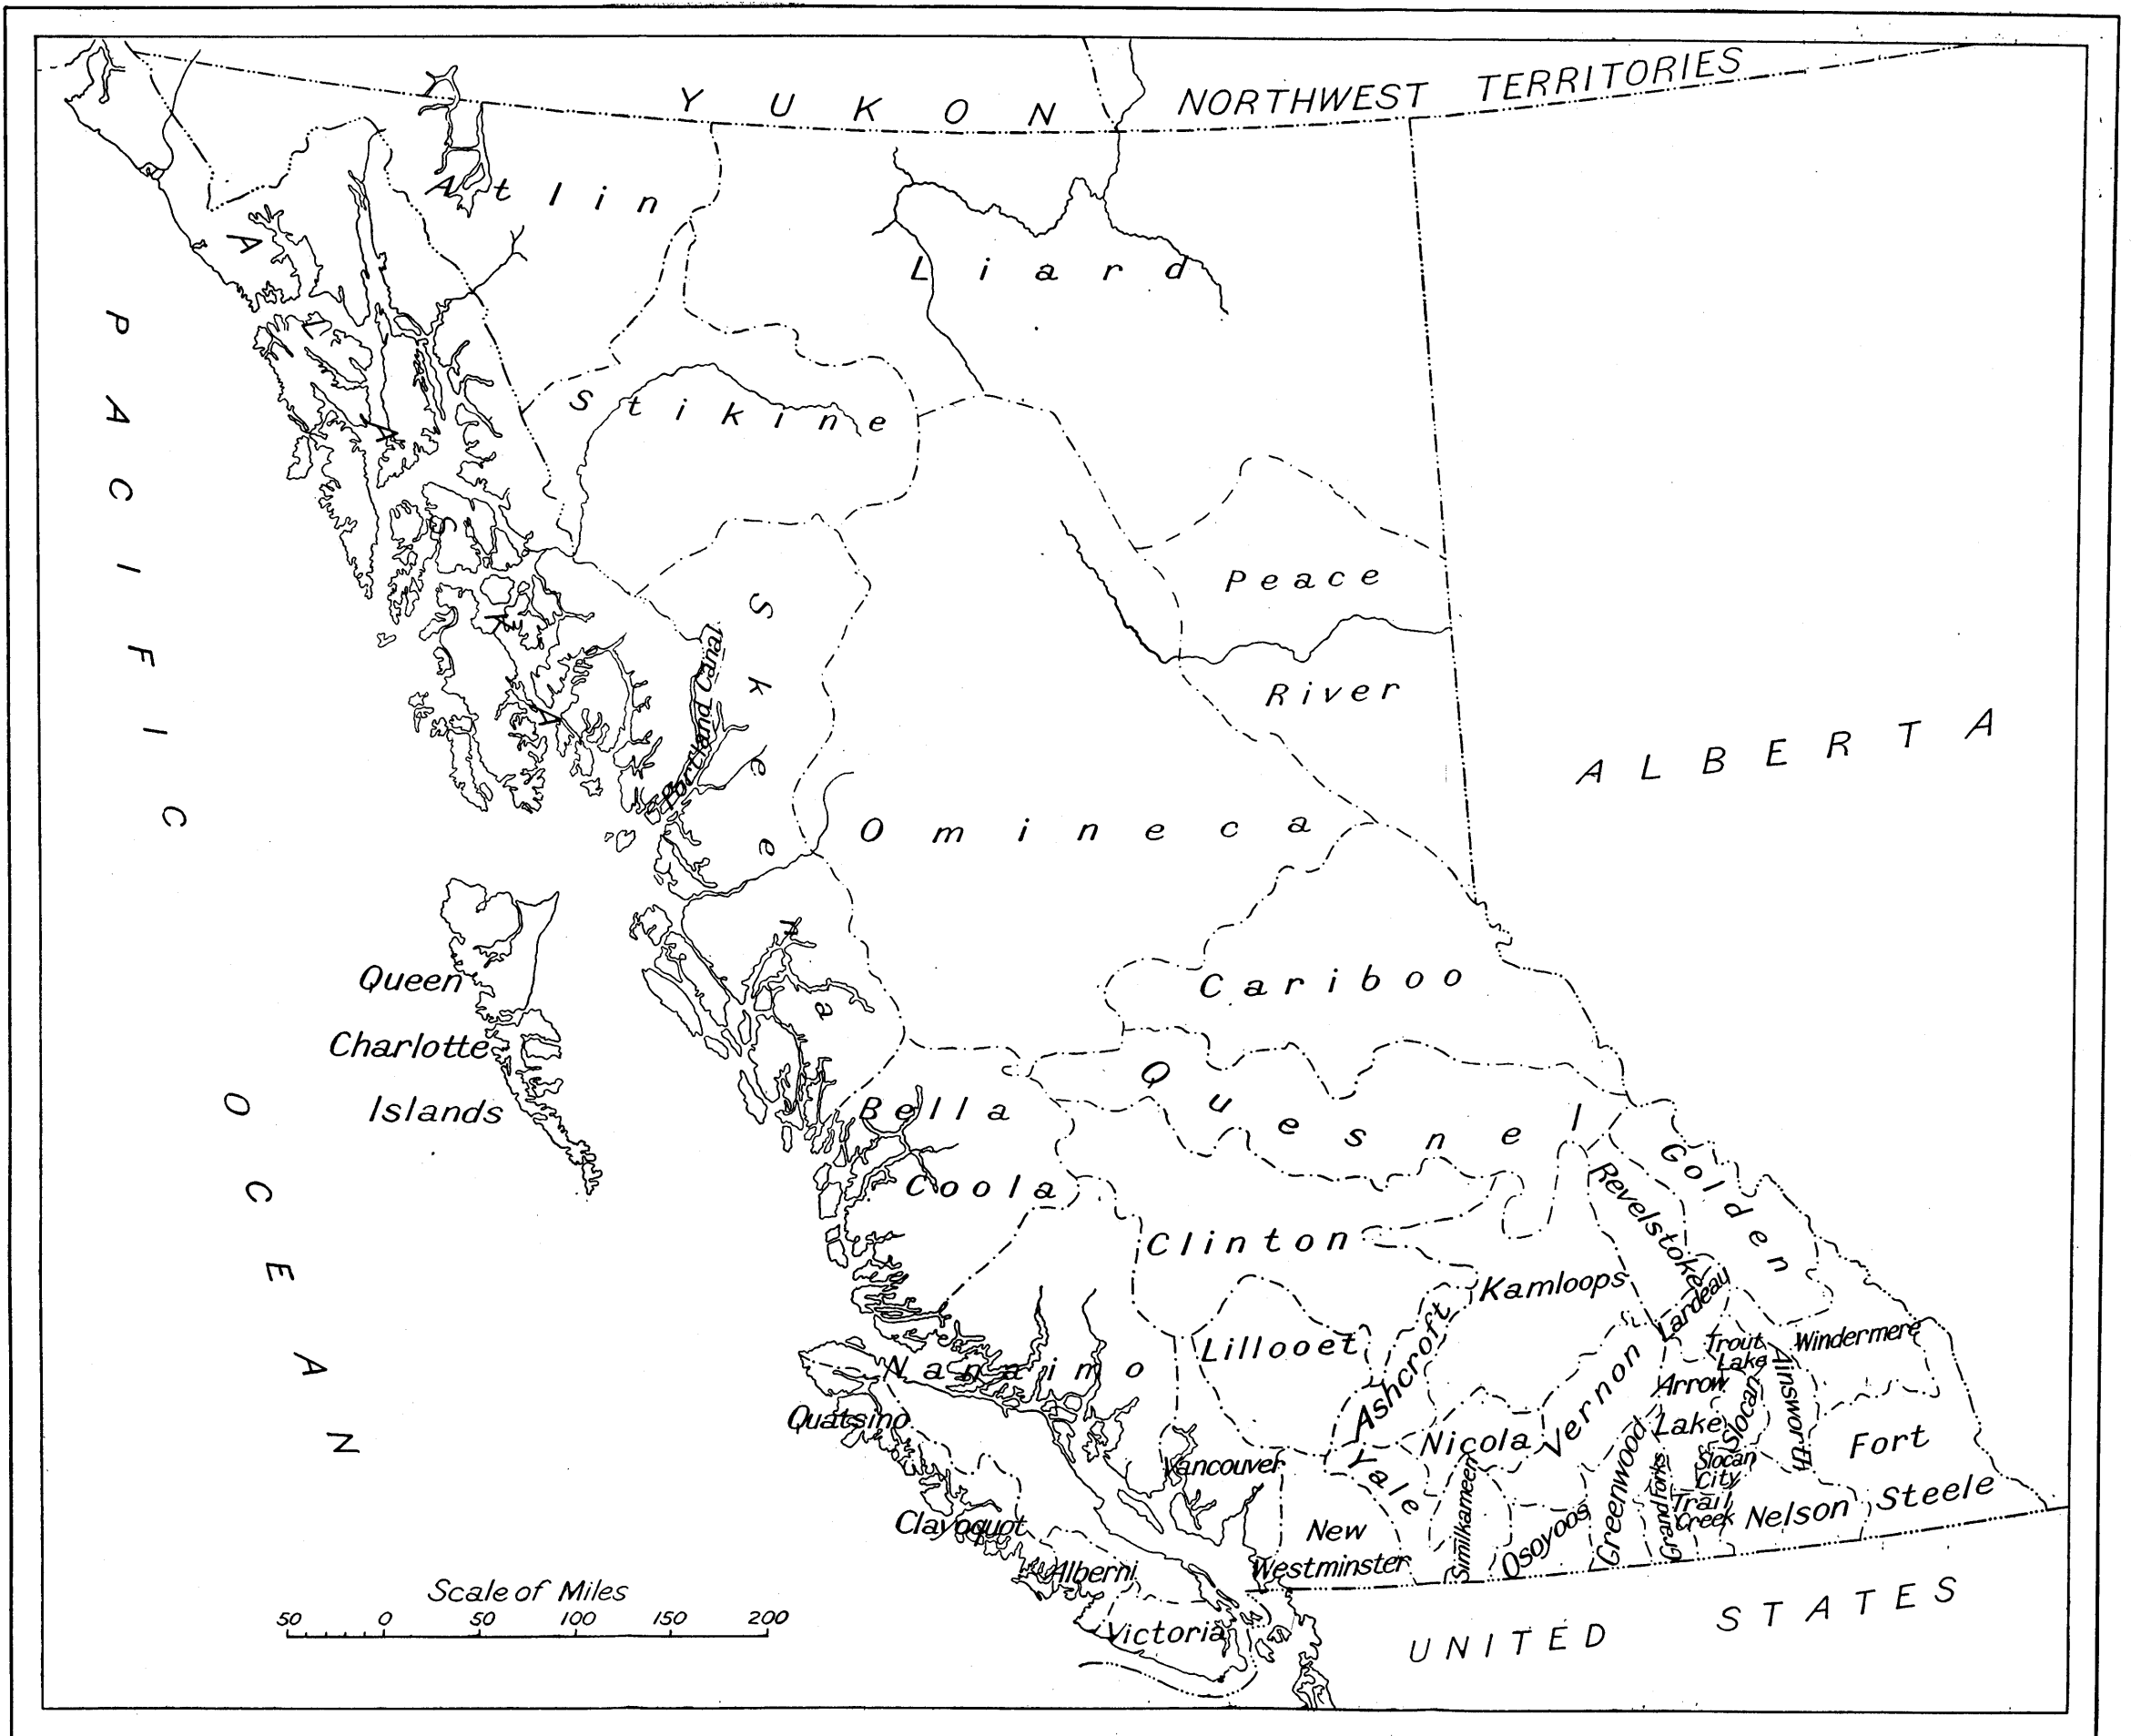 YUKON
NORTHWEST TERRITORIES
Atlin
Liard
ALASKA
PACIFIC
OCEAN
Stikine
Skeena
Portland Canal
Peace
River
ALBERTA
Omineca
Cariboo
Queen
Charlotte
Islands
Quesnel
Bella
Coola
Golden
Revelstoke
Clinton
Kamloops
Lardeau
Lillooet
Ashcroft
Trout
Lake
Windermere
Ainsworth
Arrow
Lake
Slocan
Slocan
City
Vernon
Nanaimo
Quatsino
Nicola
Fort
Steele
Vancouver
Yale
Similkameen
Greenwood
Grand Forks
Trail
Creek
Nelson
Osoyoos
Clayoquot
New
Westminster
Alberni
Victoria
UNITED STATES
Scale of Miles
50 0 50 100 150 200